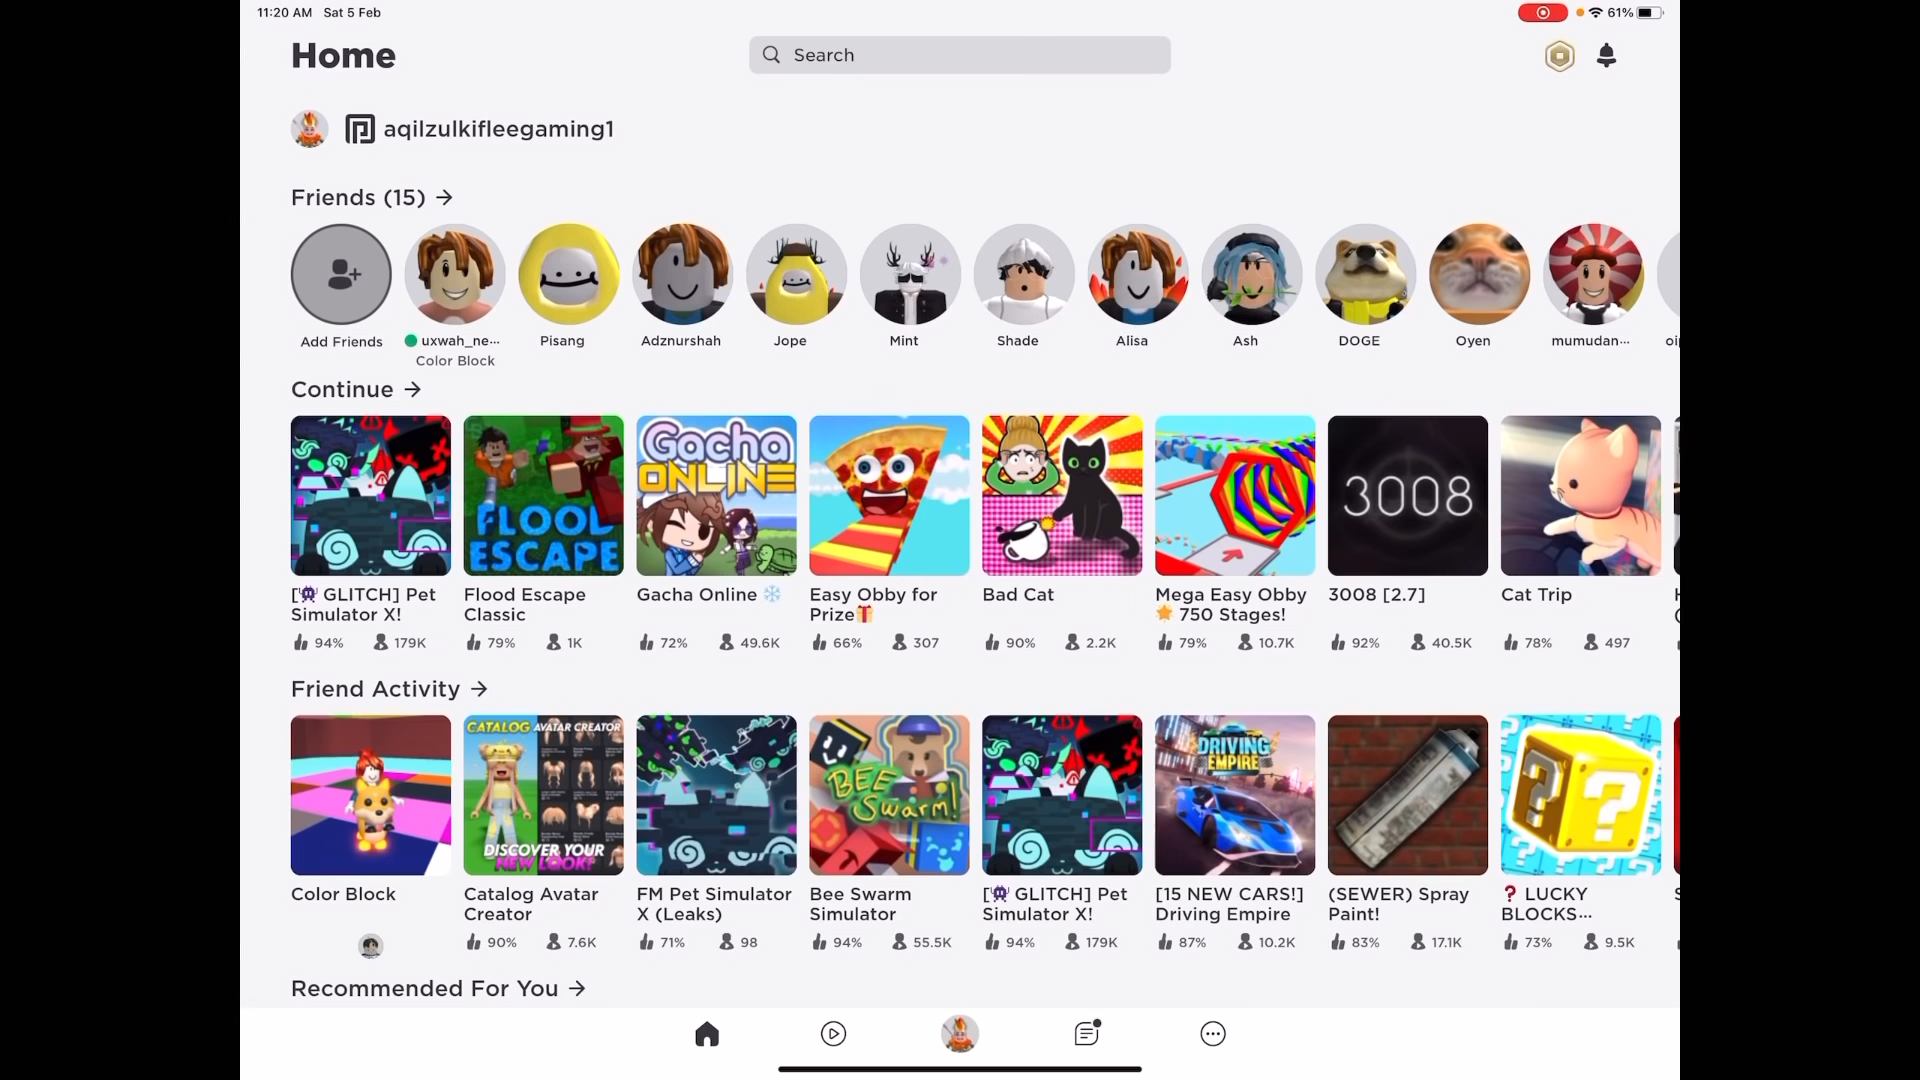 11:20 AM Sat 5 Feb
61%
Home
Search
aqilzulkifleegaming1
Friends (15) →
Add Friends
uxwah_ne...
Color Block
Pisang
Adznurshah
Jope
Mint
Shade
Alisa
Ash
DOGE
Oyen
mumudan...
Continue →
FLOOD
ESCAPE
Gacha
ONLINE
3008
[👾 GLITCH] Pet
Simulator X!
94% 179K
Flood Escape
Classic
79% 1K
Gacha Online ❄️
72% 49.6K
Easy Obby for
Prize🎁
66% 307
Bad Cat
90% 2.2K
Mega Easy Obby
🌟 750 Stages!
79% 10.7K
3008 [2.7]
92% 40.5K
Cat Trip
78% 497
Friend Activity →
CATALOG AVATAR CREATOR
DISCOVER YOUR
NEW LOOK!
BEE
Swarm!
DRIVING
EMPIRE
? ?
Color Block
Catalog Avatar
Creator
90% 7.6K
FM Pet Simulator
X (Leaks)
71% 98
Bee Swarm
Simulator
94% 55.5K
[👾 GLITCH] Pet
Simulator X!
94% 179K
[15 NEW CARS!]
Driving Empire
87% 10.2K
(SEWER) Spray
Paint!
83% 17.1K
❓ LUCKY
BLOCKS...
73% 9.5K
Recommended For You →